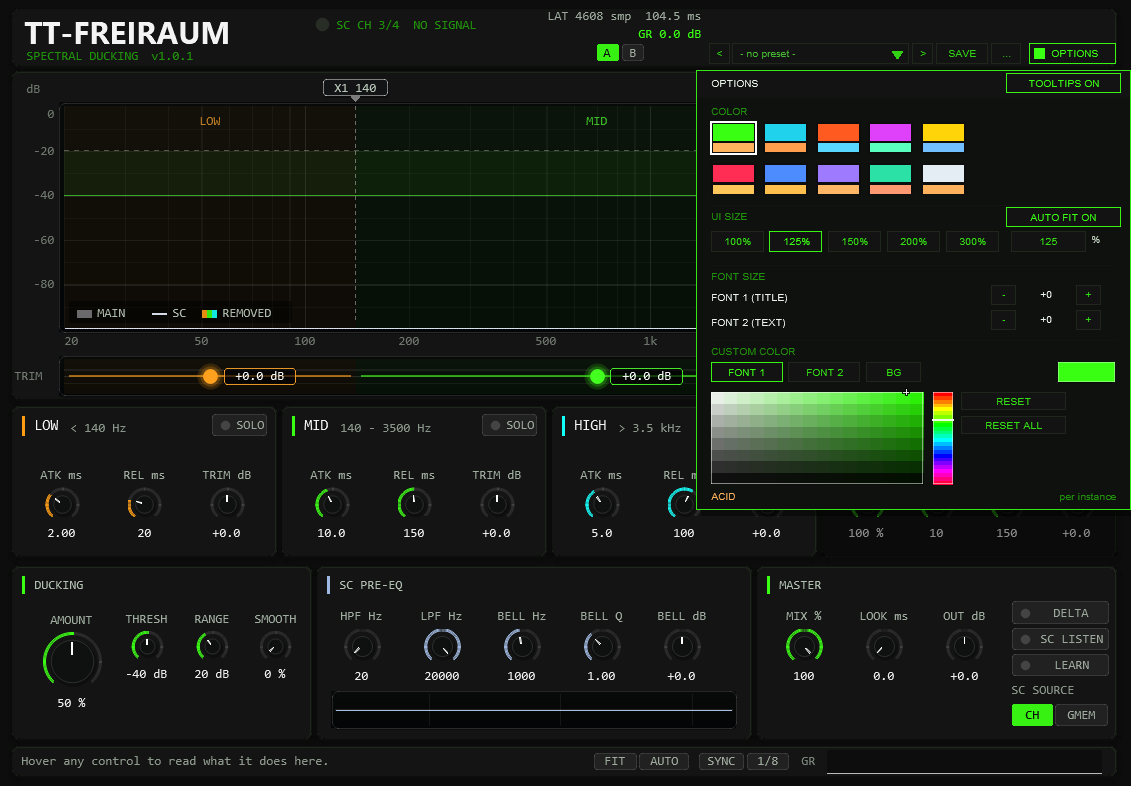 TT-FREIRAUM
SPECTRAL DUCKING v1.0.1
SC CH 3/4 NO SIGNAL
LAT 4608 smp 104.5 ms
GR 0.0 dB
A B
< - no preset - > SAVE ... OPTIONS
OPTIONS
TOOLTIPS ON
COLOR
UI SIZE
AUTO FIT ON
100% 125% 150% 200% 300% 125 %
FONT SIZE
FONT 1 (TITLE) - +0 +
FONT 2 (TEXT) - +0 +
CUSTOM COLOR
FONT 1 FONT 2 BG
RESET
RESET ALL
ACID
per instance
dB
X1 140
LOW
MID
0
-20
-40
-60
-80
MAIN SC REMOVED
20 50 100 200 500 1k
TRIM
+0.0 dB
+0.0 dB
LOW < 140 Hz SOLO
ATK ms REL ms TRIM dB
2.00 20 +0.0
MID 140 - 3500 Hz SOLO
ATK ms REL ms TRIM dB
10.0 150 +0.0
HIGH > 3.5 kHz
ATK ms REL
5.0 100 +0.0
100 % 10 150 +0.0
DUCKING
AMOUNT THRESH RANGE SMOOTH
-40 dB 20 dB 0 %
50 %
SC PRE-EQ
HPF Hz LPF Hz BELL Hz BELL Q BELL dB
20 20000 1000 1.00 +0.0
MASTER
MIX % LOOK ms OUT dB
100 0.0 +0.0
DELTA
SC LISTEN
LEARN
SC SOURCE
CH GMEM
Hover any control to read what it does here.
FIT AUTO SYNC 1/8 GR